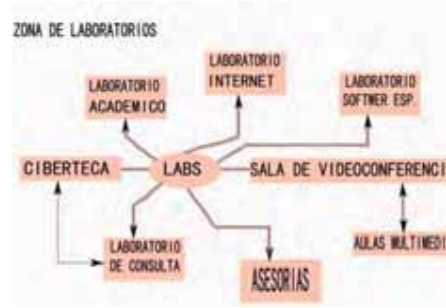 ZONA DE LABORATORIOS
LABORATORIO
INTERNET
LABORATORIO
ACADEMICO
LABORATORIO
SOFTWER ESP.
CIBERTECA
LABS
SALA DE VIDEOCONFERENCI
LABORATORIO
DE CONSULTA
AULAS MULTIMEDI
ASESORIAS